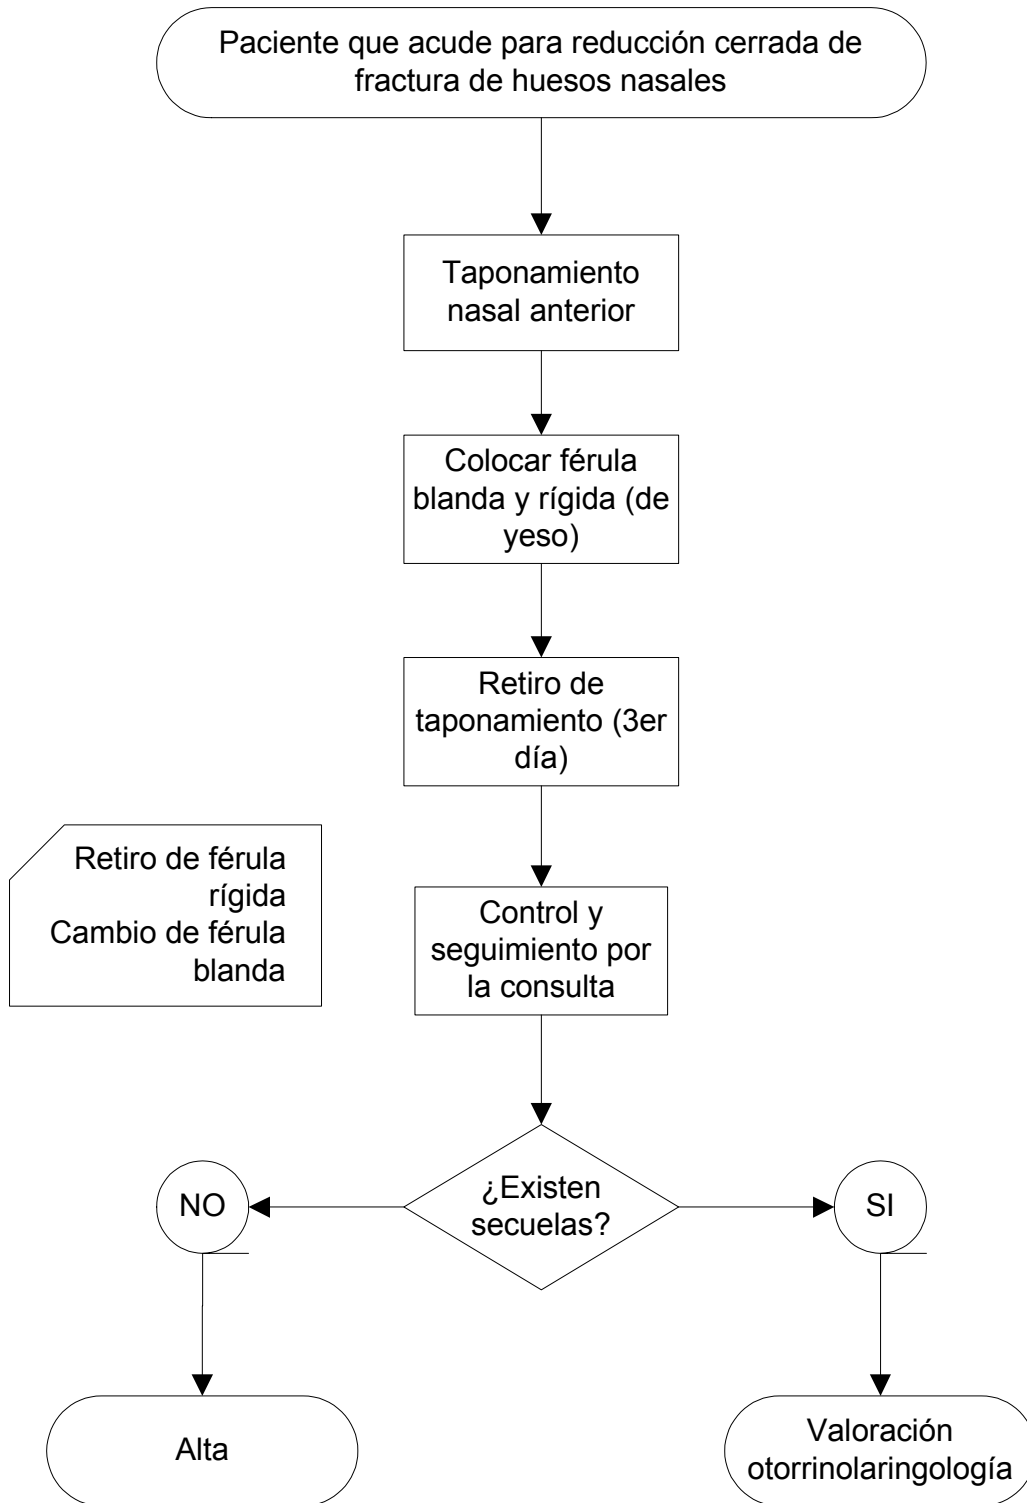 Paciente que acude para reducción cerrada de
fractura de huesos nasales
Taponamiento
nasal anterior
Colocar férula
blanda y rígida (de
yeso)
Retiro de
taponamiento (3er
día)
Retiro de férula
rígida
Cambio de férula
blanda
Control y
seguimiento por
la consulta
¿Existen
secuelas?
NO
SI
Alta
Valoración
otorrinolaringología